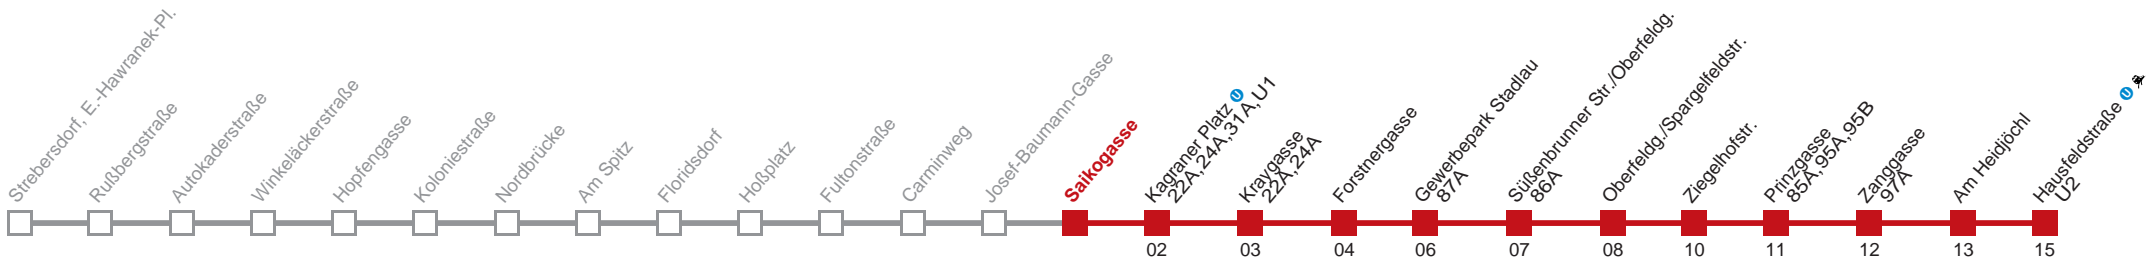 Strebersdorf, E.-Hawranek-Pl.
Rußbergstraße
Autokaderstraße
Winkeläckerstraße
Hopfengasse
Koloniestraße
Nordbrücke
Am Spitz
Floridsdorf
Hoßplatz
Fultonstraße
Carminweg
Josef-Baumann-Gasse
Saikogasse
Kagraner Platz U
22A,24A,31A,U1
02
Kraygasse
22A,24A
03
Forstnergasse
04
Gewerbepark Stadlau
87A
06
Süßenbrunner Str./Oberfeldg.
86A
07
Oberfeldg./Spargelfeldstr.
08
Ziegelhofstr.
10
Prinzgasse
85A,95A,95B
11
Zanggasse
97A
12
Am Heidjöchl
13
Hausfeldstraße U
U2
15